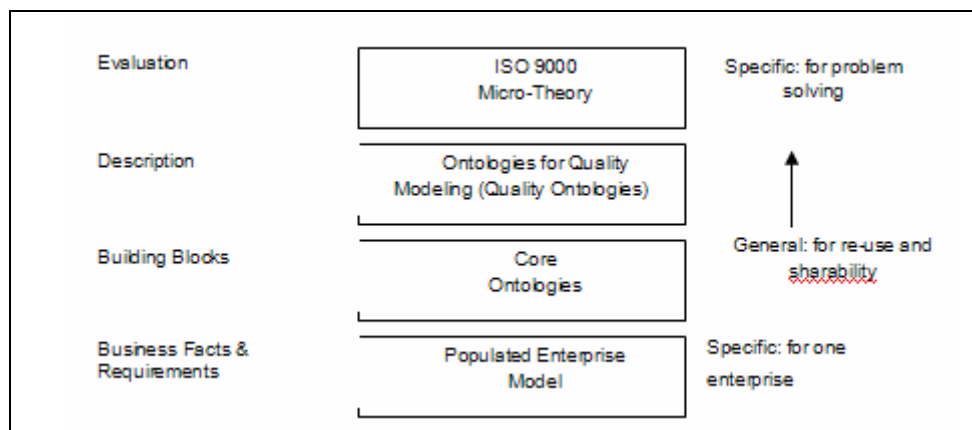 Evaluation
ISO 9000
Micro-Theory
Specific: for problem
solving
Description
Ontologies for Quality
Modeling (Quality Ontologies)
Building Blocks
Core
Ontologies
General: for re-use and
sharability
Business Facts &
Requirements
Populated Enterprise
Model
Specific: for one
enterprise